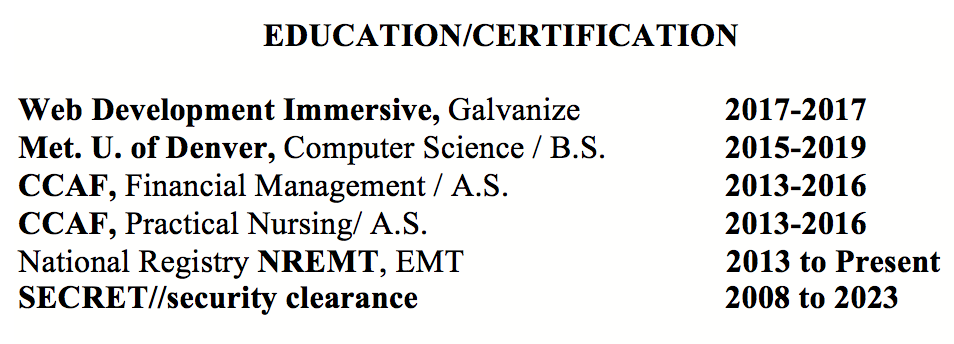 EDUCATION/CERTIFICATION
Web Development Immersive, Galvanize 2017-2017
Met. U. of Denver, Computer Science / B.S. 2015-2019
CCAF, Financial Management / A.S. 2013-2016
CCAF, Practical Nursing/ A.S. 2013-2016
National Registry NREMT, EMT 2013 to Present
SECRET//security clearance 2008 to 2023